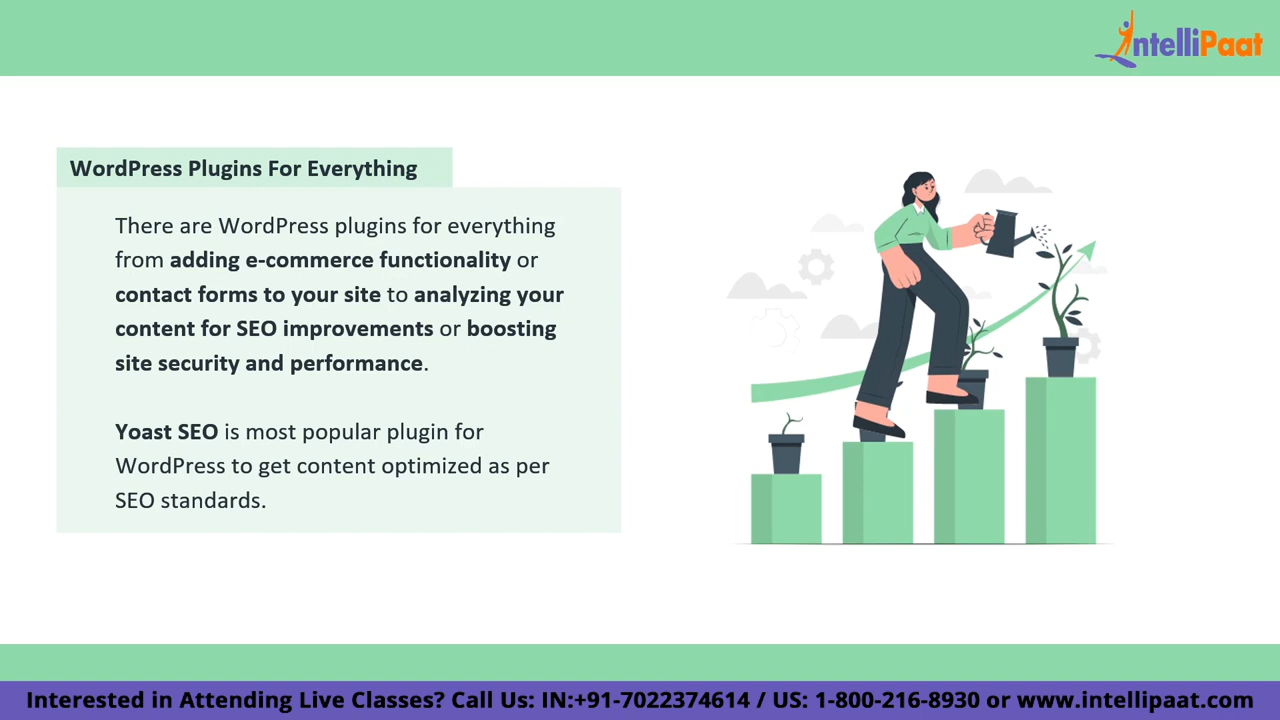 IntelliPaat
WordPress Plugins For Everything
There are WordPress plugins for everything
from adding e-commerce functionality or
contact forms to your site to analyzing your
content for SEO improvements or boosting
site security and performance.
Yoast SEO is most popular plugin for
WordPress to get content optimized as per
SEO standards.
Interested in Attending Live Classes? Call Us: IN:+91-7022374614 / US: 1-800-216-8930 or www.intellipaat.com